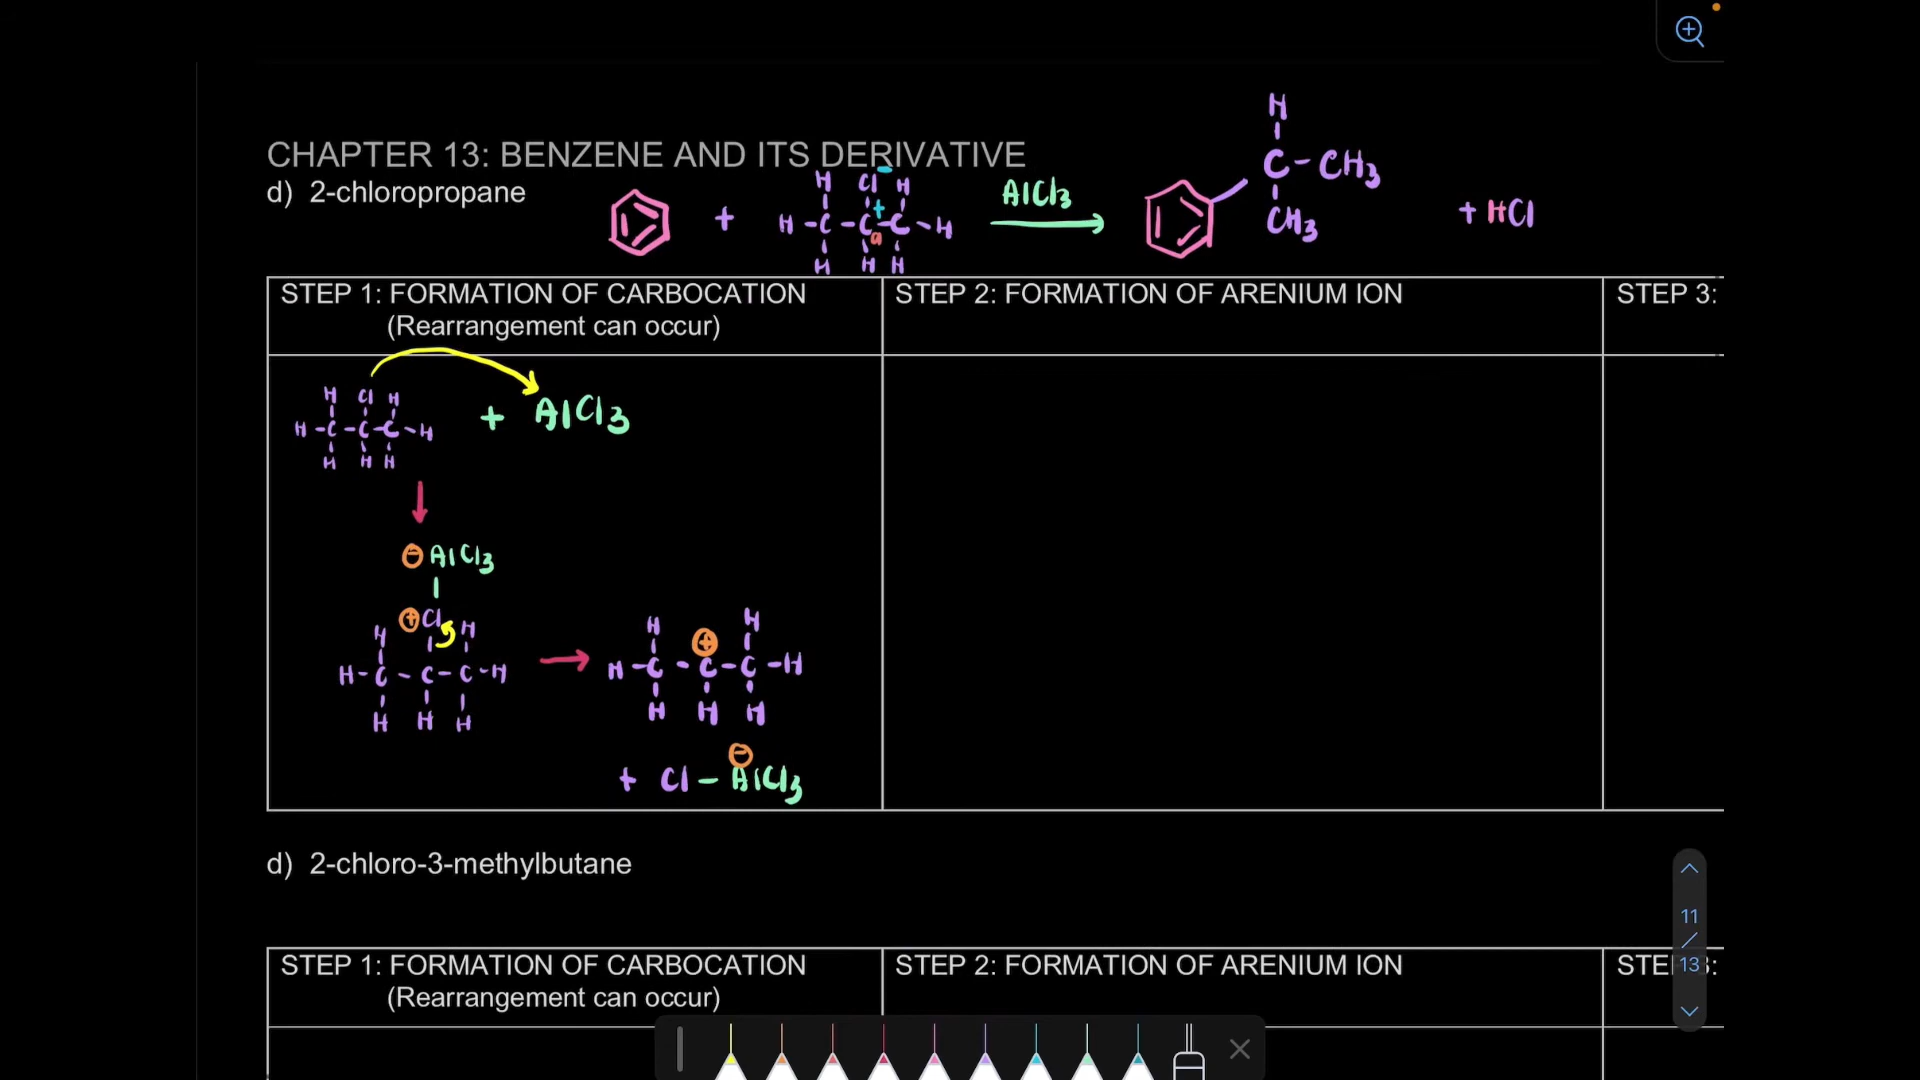 CHAPTER 13: BENZENE AND ITS DERIVATIVE
d) 2-chloropropane
H Cl - H
H - C - C - C - H
+
a
H H H
+
AlCl3
H
C - CH3
CH3
+ HCl
STEP 1: FORMATION OF CARBOCATION
(Rearrangement can occur)
STEP 2: FORMATION OF ARENIUM ION
STEP 3:
H Cl H
H - C - C - C - H
H H H
+ AlCl3
⊖ AlCl3
⊕ Cl
H H
H - C - C - C - H
H H H
H ⊕ H
H - C - C - C - H
H H H
+ Cl - AlCl3
⊖
d) 2-chloro-3-methylbutane
STEP 1: FORMATION OF CARBOCATION
(Rearrangement can occur)
STEP 2: FORMATION OF ARENIUM ION
11
/
13